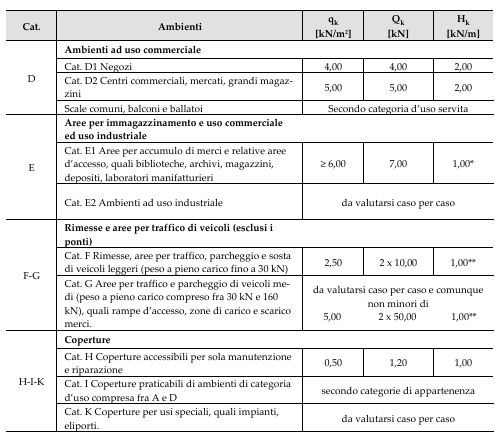 Cat. Ambienti qk [kN/m²] Qk [kN] Hk [kN/m]
D
Ambienti ad uso commerciale
Cat. D1 Negozi 4,00 4,00 2,00
Cat. D2 Centri commerciali, mercati, grandi magaz-
zini 5,00 5,00 2,00
Scale comuni, balconi e ballatoi Secondo categoria d'uso servita
E
Aree per immagazzinamento e uso commerciale
ed uso industriale
Cat. E1 Aree per accumulo di merci e relative aree
d'accesso, quali biblioteche, archivi, magazzini, ≥ 6,00 7,00 1,00*
depositi, laboratori manifatturieri
Cat. E2 Ambienti ad uso industriale da valutarsi caso per caso
F-G
Rimesse e aree per traffico di veicoli (esclusi i
ponti)
Cat. F Rimesse, aree per traffico, parcheggio e sosta
di veicoli leggeri (peso a pieno carico fino a 30 kN) 2,50 2 x 10,00 1,00**
Cat. G Aree per traffico e parcheggio di veicoli me-
di (peso a pieno carico compreso fra 30 kN e 160
kN), quali rampe d'accesso, zone di carico e scarico
merci.
da valutarsi caso per caso e comunque
non minori di
5,00 2 x 50,00 1,00**
H-I-K
Coperture
Cat. H Coperture accessibili per sola manutenzione
e riparazione 0,50 1,20 1,00
Cat. I Coperture praticabili di ambienti di categoria
d'uso compresa fra A e D secondo categorie di appartenenza
Cat. K Coperture per usi speciali, quali impianti,
eliporti. da valutarsi caso per caso